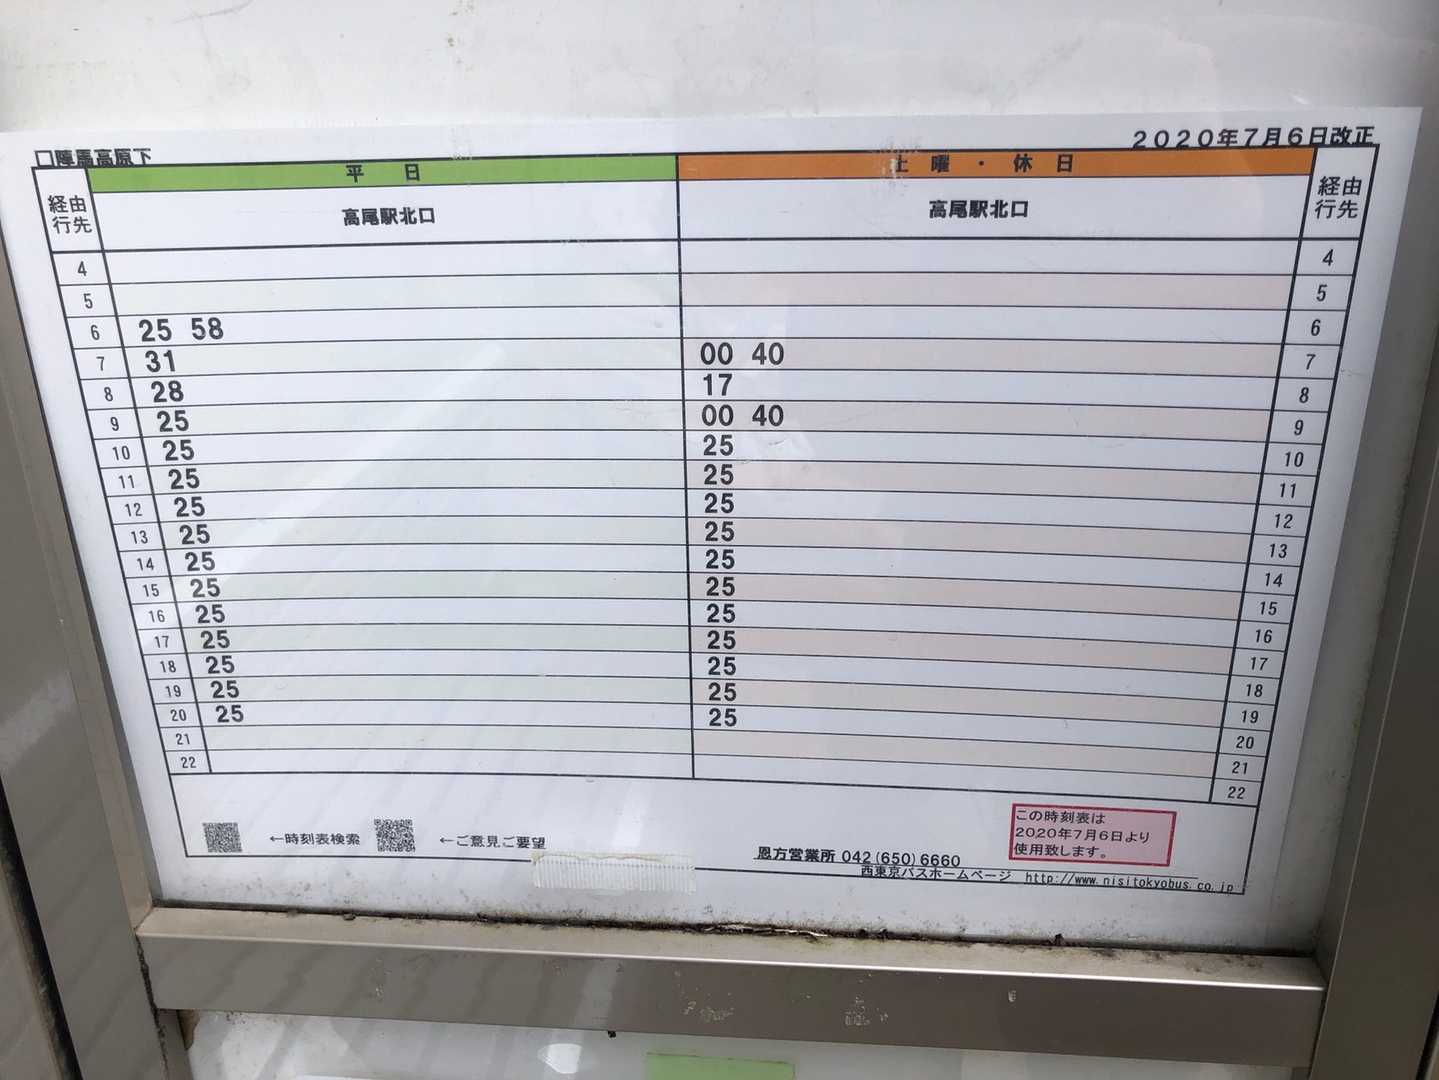 □陣馬高原下
2020年7月6日改正
経由行先 平日 土曜・休日 経由行先
高尾駅北口 高尾駅北口
4 4
5 5
6 25 58 6
7 31 00 40 7
8 28 17 8
9 25 00 40 9
10 25 25 10
11 25 25 11
12 25 25 12
13 25 25 13
14 25 25 14
15 25 25 15
16 25 25 16
17 25 25 17
18 25 25 18
19 25 25 19
20 25 25 20
21 21
22 22
←時刻表検索 ←ご意見ご要望
この時刻表は
2020年7月6日より
使用致します。
恩方営業所 042(650)6660
西東京バスホームページ http://www.nisitokyobus.co.jp